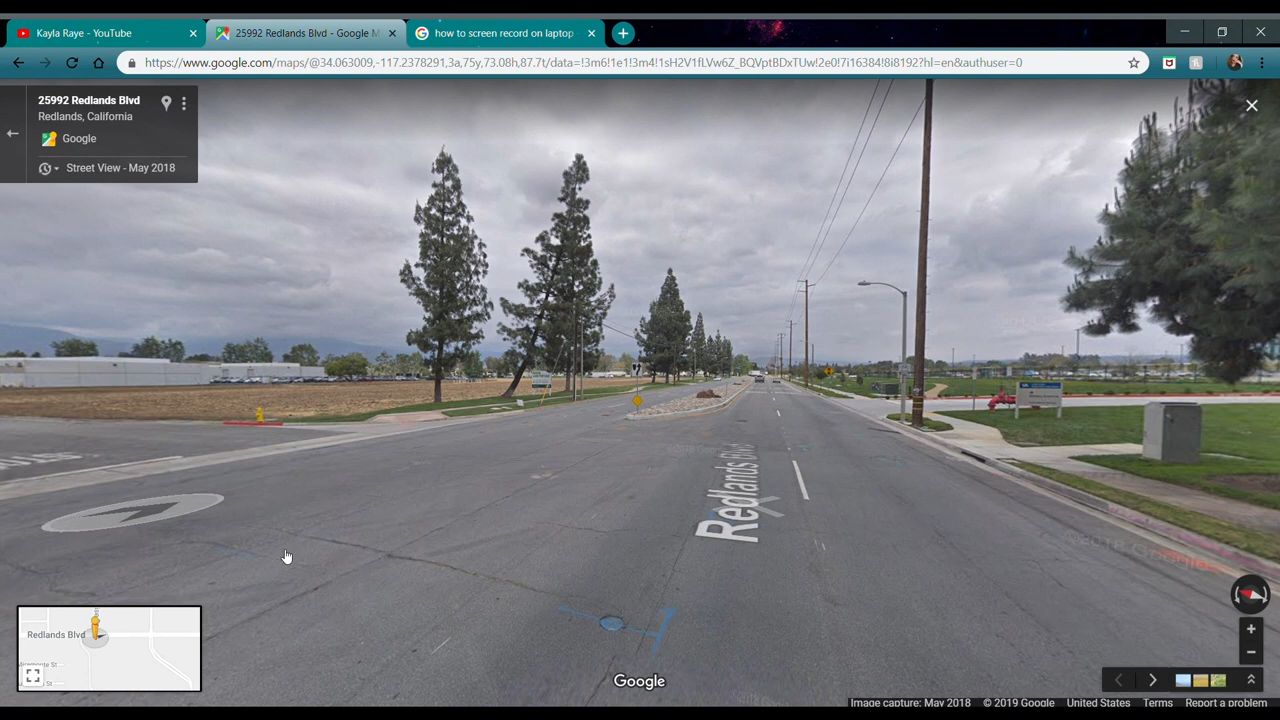 Kayla Raye - YouTube
25992 Redlands Blvd - Google M
how to screen record on laptop
https://www.google.com/maps/@34.063009,-117.2378291,3a,75y,73.08h,87.7t/data=!3m6!1e1!3m4!1sH2V1fLVw6Z_BQVptBDxTUw!2e0!7i16384!8i8192?hl=en&authuser=0
25992 Redlands Blvd
Redlands, California
Google
Street View - May 2018
Redlands Blvd
Redlands Blvd
Google
Image capture: May 2018 © 2019 Google United States Terms Report a problem